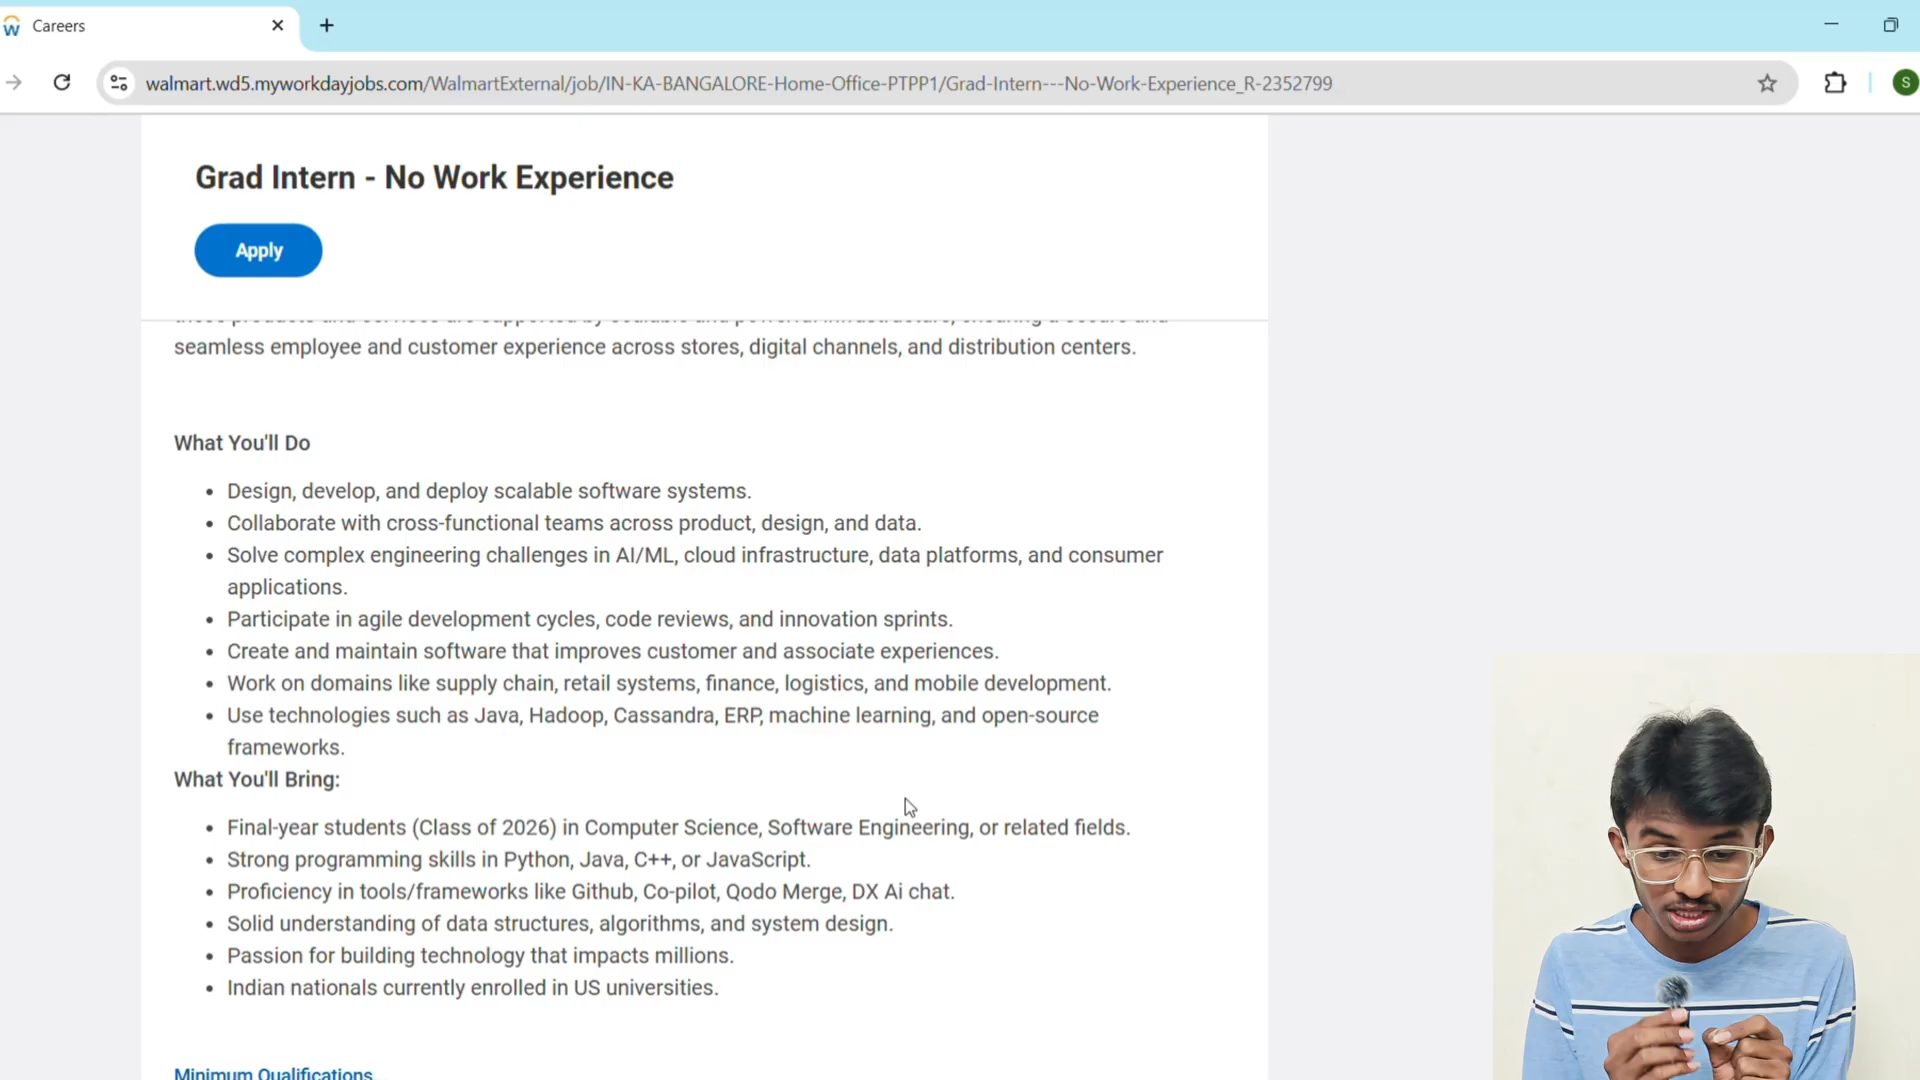 Careers
walmart.wd5.myworkdayjobs.com/WalmartExternal/job/IN-KA-BANGALORE-Home-Office-PTPP1/Grad-Intern---No-Work-Experience_R-2352799
S
Grad Intern - No Work Experience
Apply
seamless employee and customer experience across stores, digital channels, and distribution centers.
What You'll Do
• Design, develop, and deploy scalable software systems.
• Collaborate with cross-functional teams across product, design, and data.
• Solve complex engineering challenges in AI/ML, cloud infrastructure, data platforms, and consumer
applications.
• Participate in agile development cycles, code reviews, and innovation sprints.
• Create and maintain software that improves customer and associate experiences.
• Work on domains like supply chain, retail systems, finance, logistics, and mobile development.
• Use technologies such as Java, Hadoop, Cassandra, ERP, machine learning, and open-source
frameworks.
What You'll Bring:
• Final-year students (Class of 2026) in Computer Science, Software Engineering, or related fields.
• Strong programming skills in Python, Java, C++, or JavaScript.
• Proficiency in tools/frameworks like Github, Co-pilot, Qodo Merge, DX Ai chat.
• Solid understanding of data structures, algorithms, and system design.
• Passion for building technology that impacts millions.
• Indian nationals currently enrolled in US universities.
Minimum Qualifications...